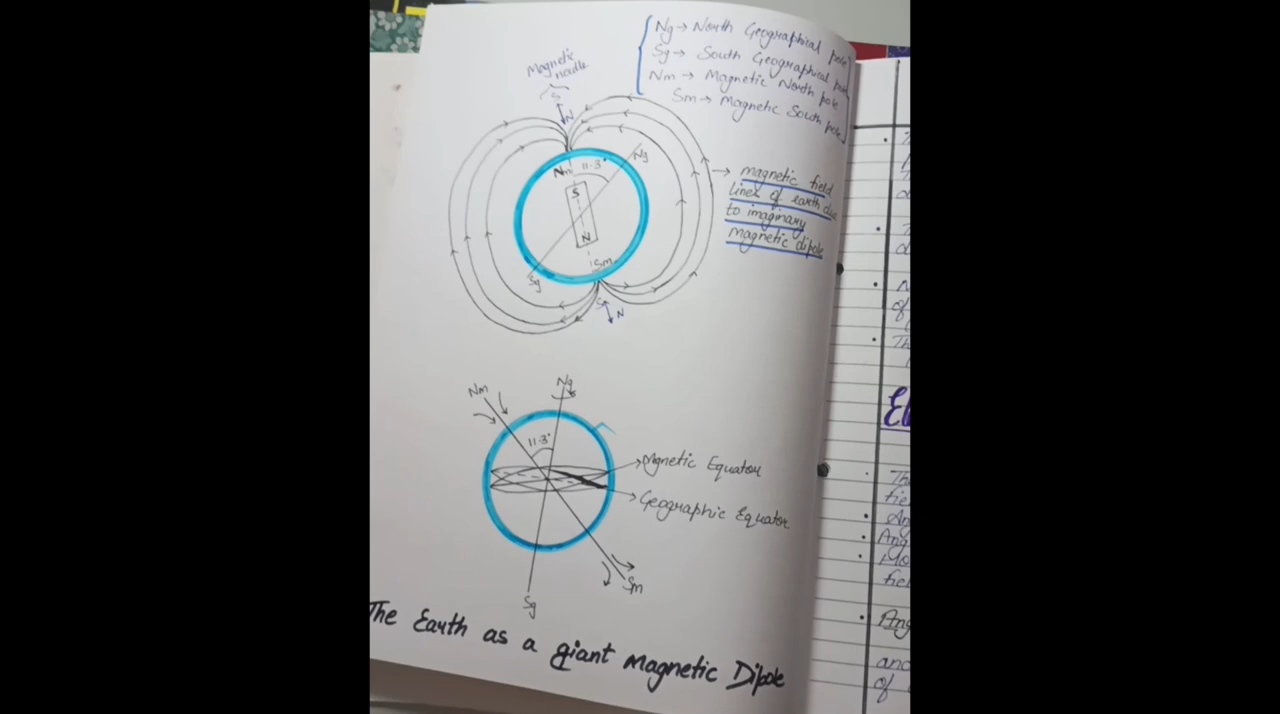 Ng → North Geographical pole
Sg → South Geographical pole
Nm → Magnetic North pole
Sm → Magnetic South pole
Magnetic
needle
S
N
Nm
11.3°
Ng
S
N
Sm
Sg
S
N
→ magnetic field
lines of earth due
to imaginary
magnetic dipole
Nm
Ng
11.3°
→ Magnetic Equator
→ Geographic Equator
Sm
Sg
The Earth as a giant Magnetic Dipole